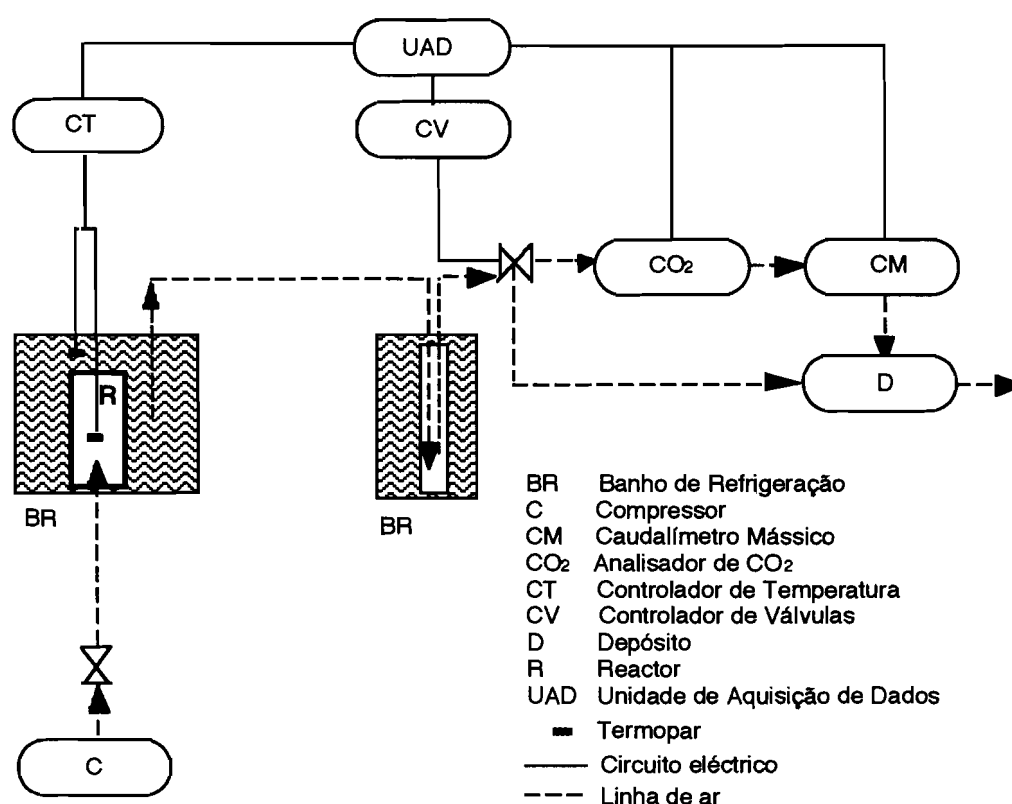 UAD
CT
CV
CO₂
CM
R
D
BR
BR
C
BR Banho de Refrigeração
C Compressor
CM Caudalímetro Mássico
CO₂ Analisador de CO₂
CT Controlador de Temperatura
CV Controlador de Válvulas
D Depósito
R Reactor
UAD Unidade de Aquisição de Dados
Termopar
Circuito eléctrico
Linha de ar